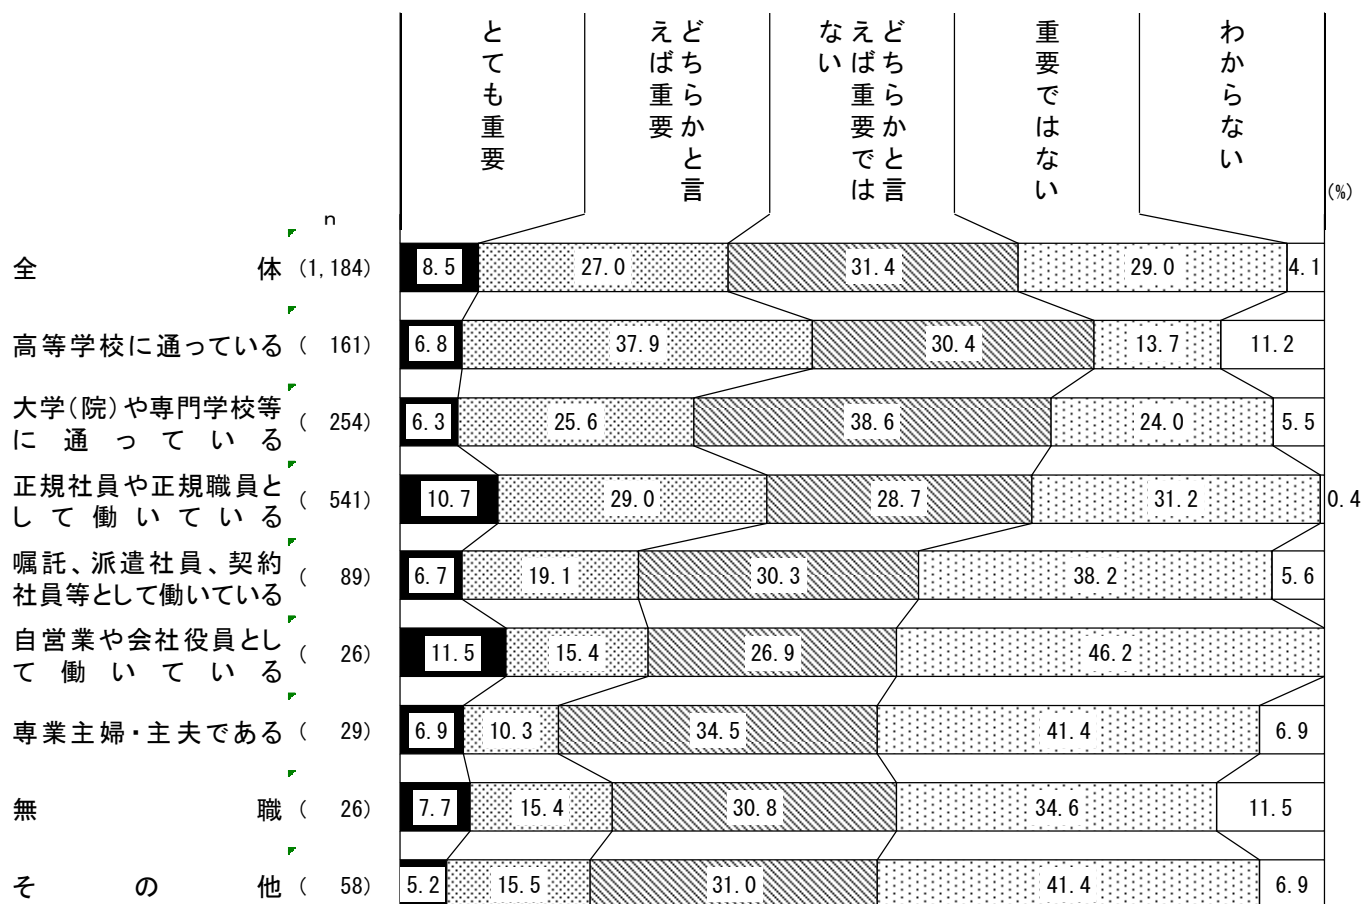 とても重要
どちらかと言
えば重要
どちらかと言
えば重要では
ない
重要ではない
わからない
(%)
n
全体 (1,184) 8.5 27.0 31.4 29.0 4.1
高等学校に通っている ( 161) 6.8 37.9 30.4 13.7 11.2
大学(院)や専門学校等
に通っている ( 254) 6.3 25.6 38.6 24.0 5.5
正規社員や正規職員と
して働いている ( 541) 10.7 29.0 28.7 31.2 0.4
嘱託、派遣社員、契約
社員等として働いている ( 89) 6.7 19.1 30.3 38.2 5.6
自営業や会社役員とし
て働いている ( 26) 11.5 15.4 26.9 46.2
専業主婦・主夫である ( 29) 6.9 10.3 34.5 41.4 6.9
無職 ( 26) 7.7 15.4 30.8 34.6 11.5
その他 ( 58) 5.2 15.5 31.0 41.4 6.9